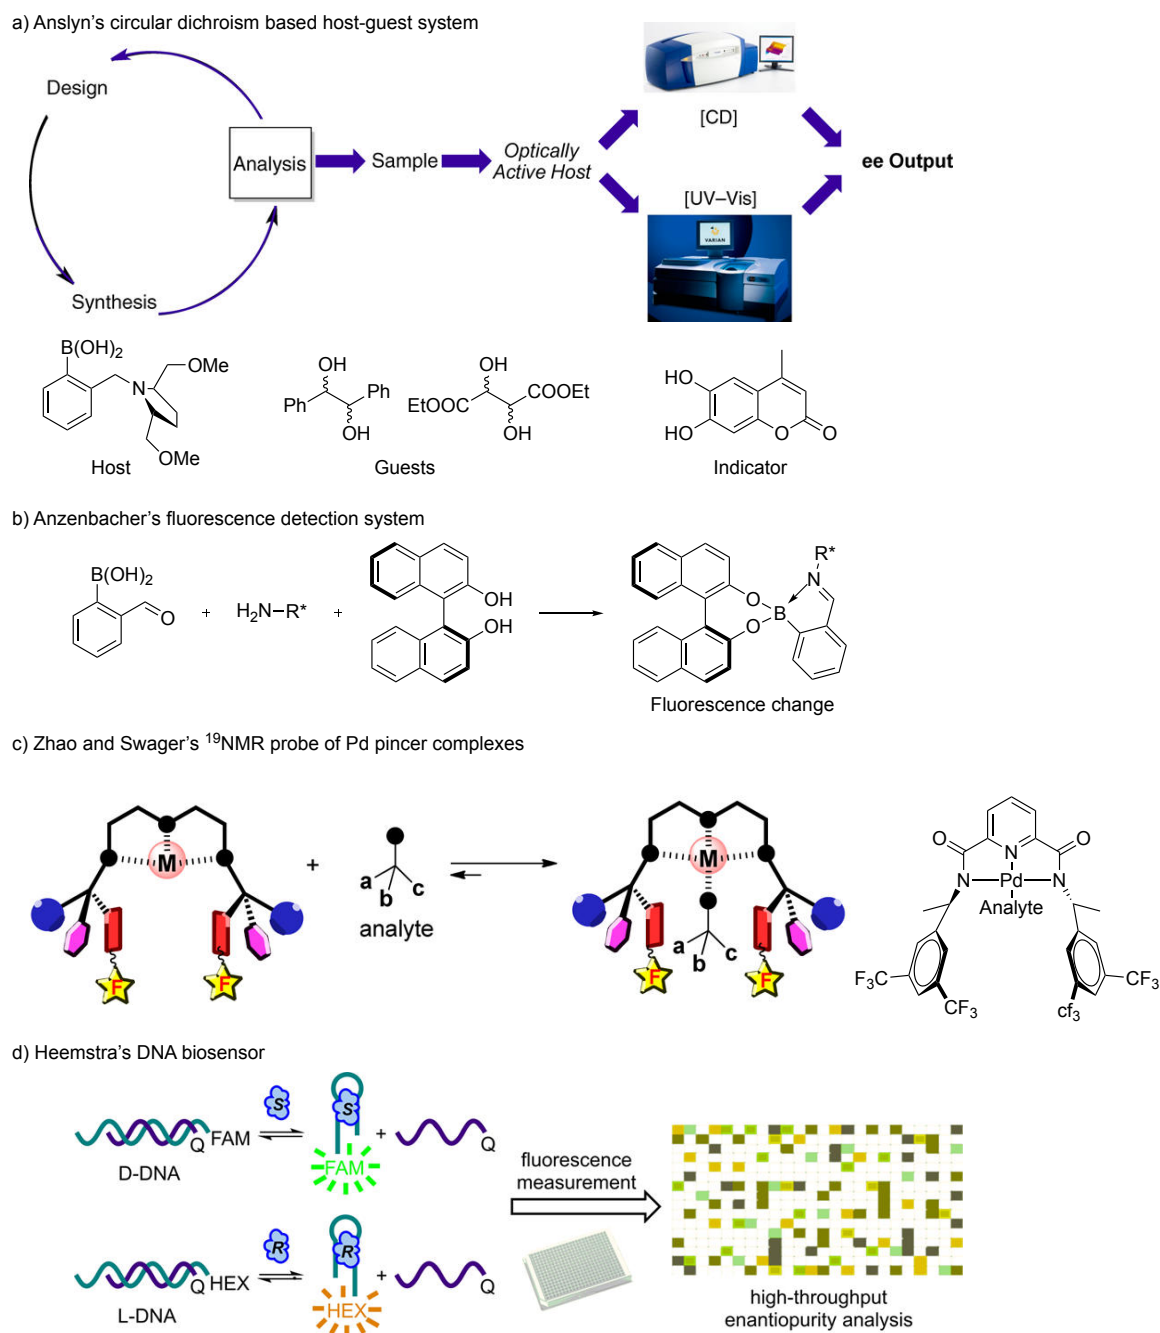 a) Anslyn's circular dichroism based host-guest system
Design
Analysis
Sample
Optically
Active Host
[CD]
[UV–Vis]
VARIAN
ee Output
Synthesis
B(OH)2
N
OMe
OMe
Host
OH
Ph
Ph
OH
OH
COOEt
EtOOC
OH
Guests
HO
HO
O
O
Indicator
b) Anzenbacher's fluorescence detection system
B(OH)2
O
+
H2N–R*
+
OH
OH
R*
N
O
B
O
Fluorescence change
c) Zhao and Swager's 19NMR probe of Pd pincer complexes
M
F
F
+
a
b
c
analyte
M
a
b
c
F
F
O
O
N
N
Pd
N
Analyte
F3C
CF3
CF3
cf3
d) Heemstra's DNA biosensor
Q
FAM
D-DNA
S
S
FAM
+
Q
fluorescence
measurement
Q
HEX
L-DNA
R
R
HEX
+
Q
high-throughput
enantiopurity analysis